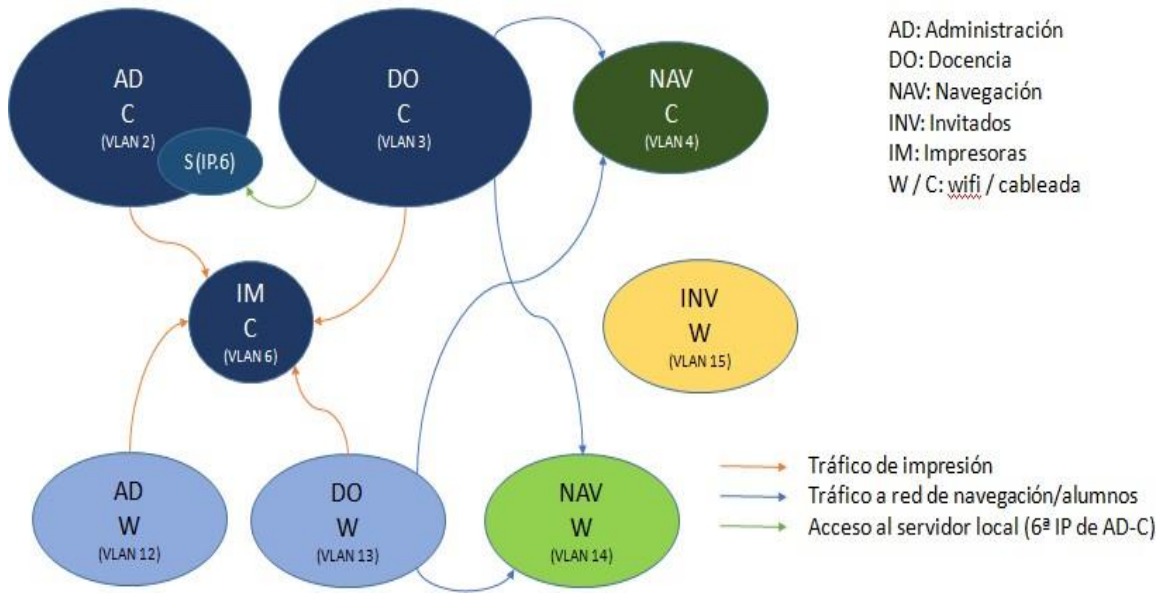 AD
C
(VLAN 2)
S (IP.6)
DO
C
(VLAN 3)
NAV
C
(VLAN 4)
AD: Administración
DO: Docencia
NAV: Navegación
INV: Invitados
IM: Impresoras
W / C: wifi / cableada
IM
C
(VLAN 6)
INV
W
(VLAN 15)
AD
W
(VLAN 12)
DO
W
(VLAN 13)
NAV
W
(VLAN 14)
Tráfico de impresión
Tráfico a red de navegación/alumnos
Acceso al servidor local (6ª IP de AD-C)